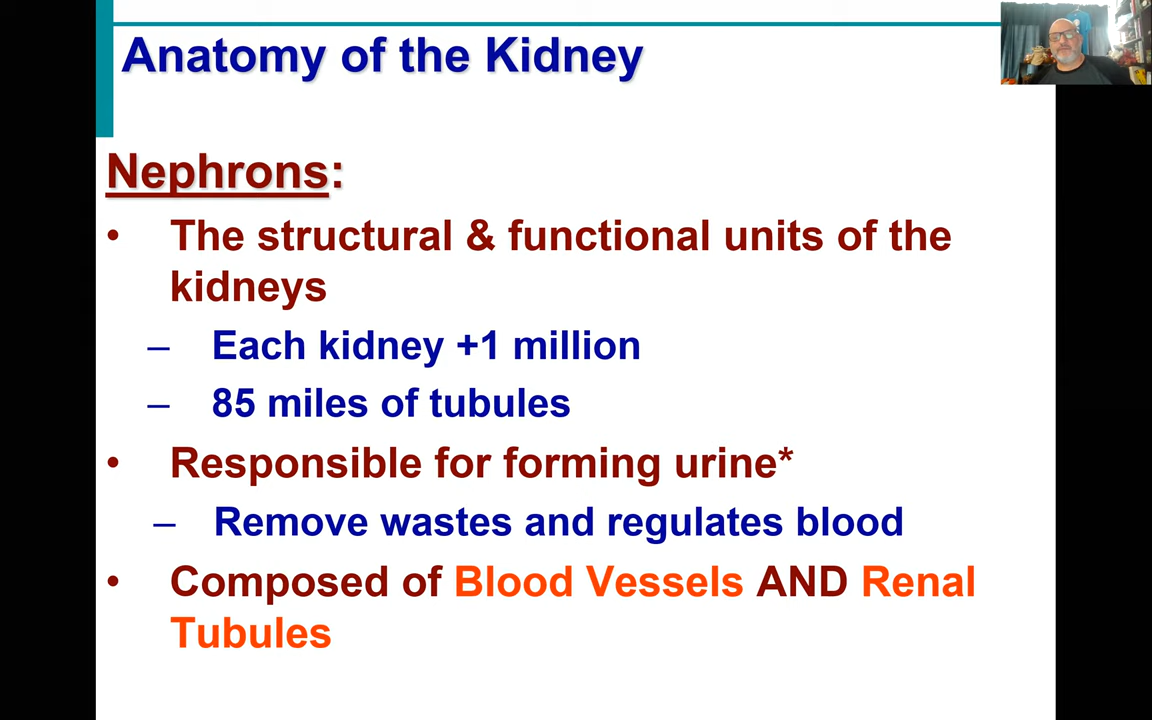 Anatomy of the Kidney
Nephrons:
• The structural & functional units of the
kidneys
– Each kidney +1 million
– 85 miles of tubules
• Responsible for forming urine*
– Remove wastes and regulates blood
• Composed of Blood Vessels AND Renal
Tubules